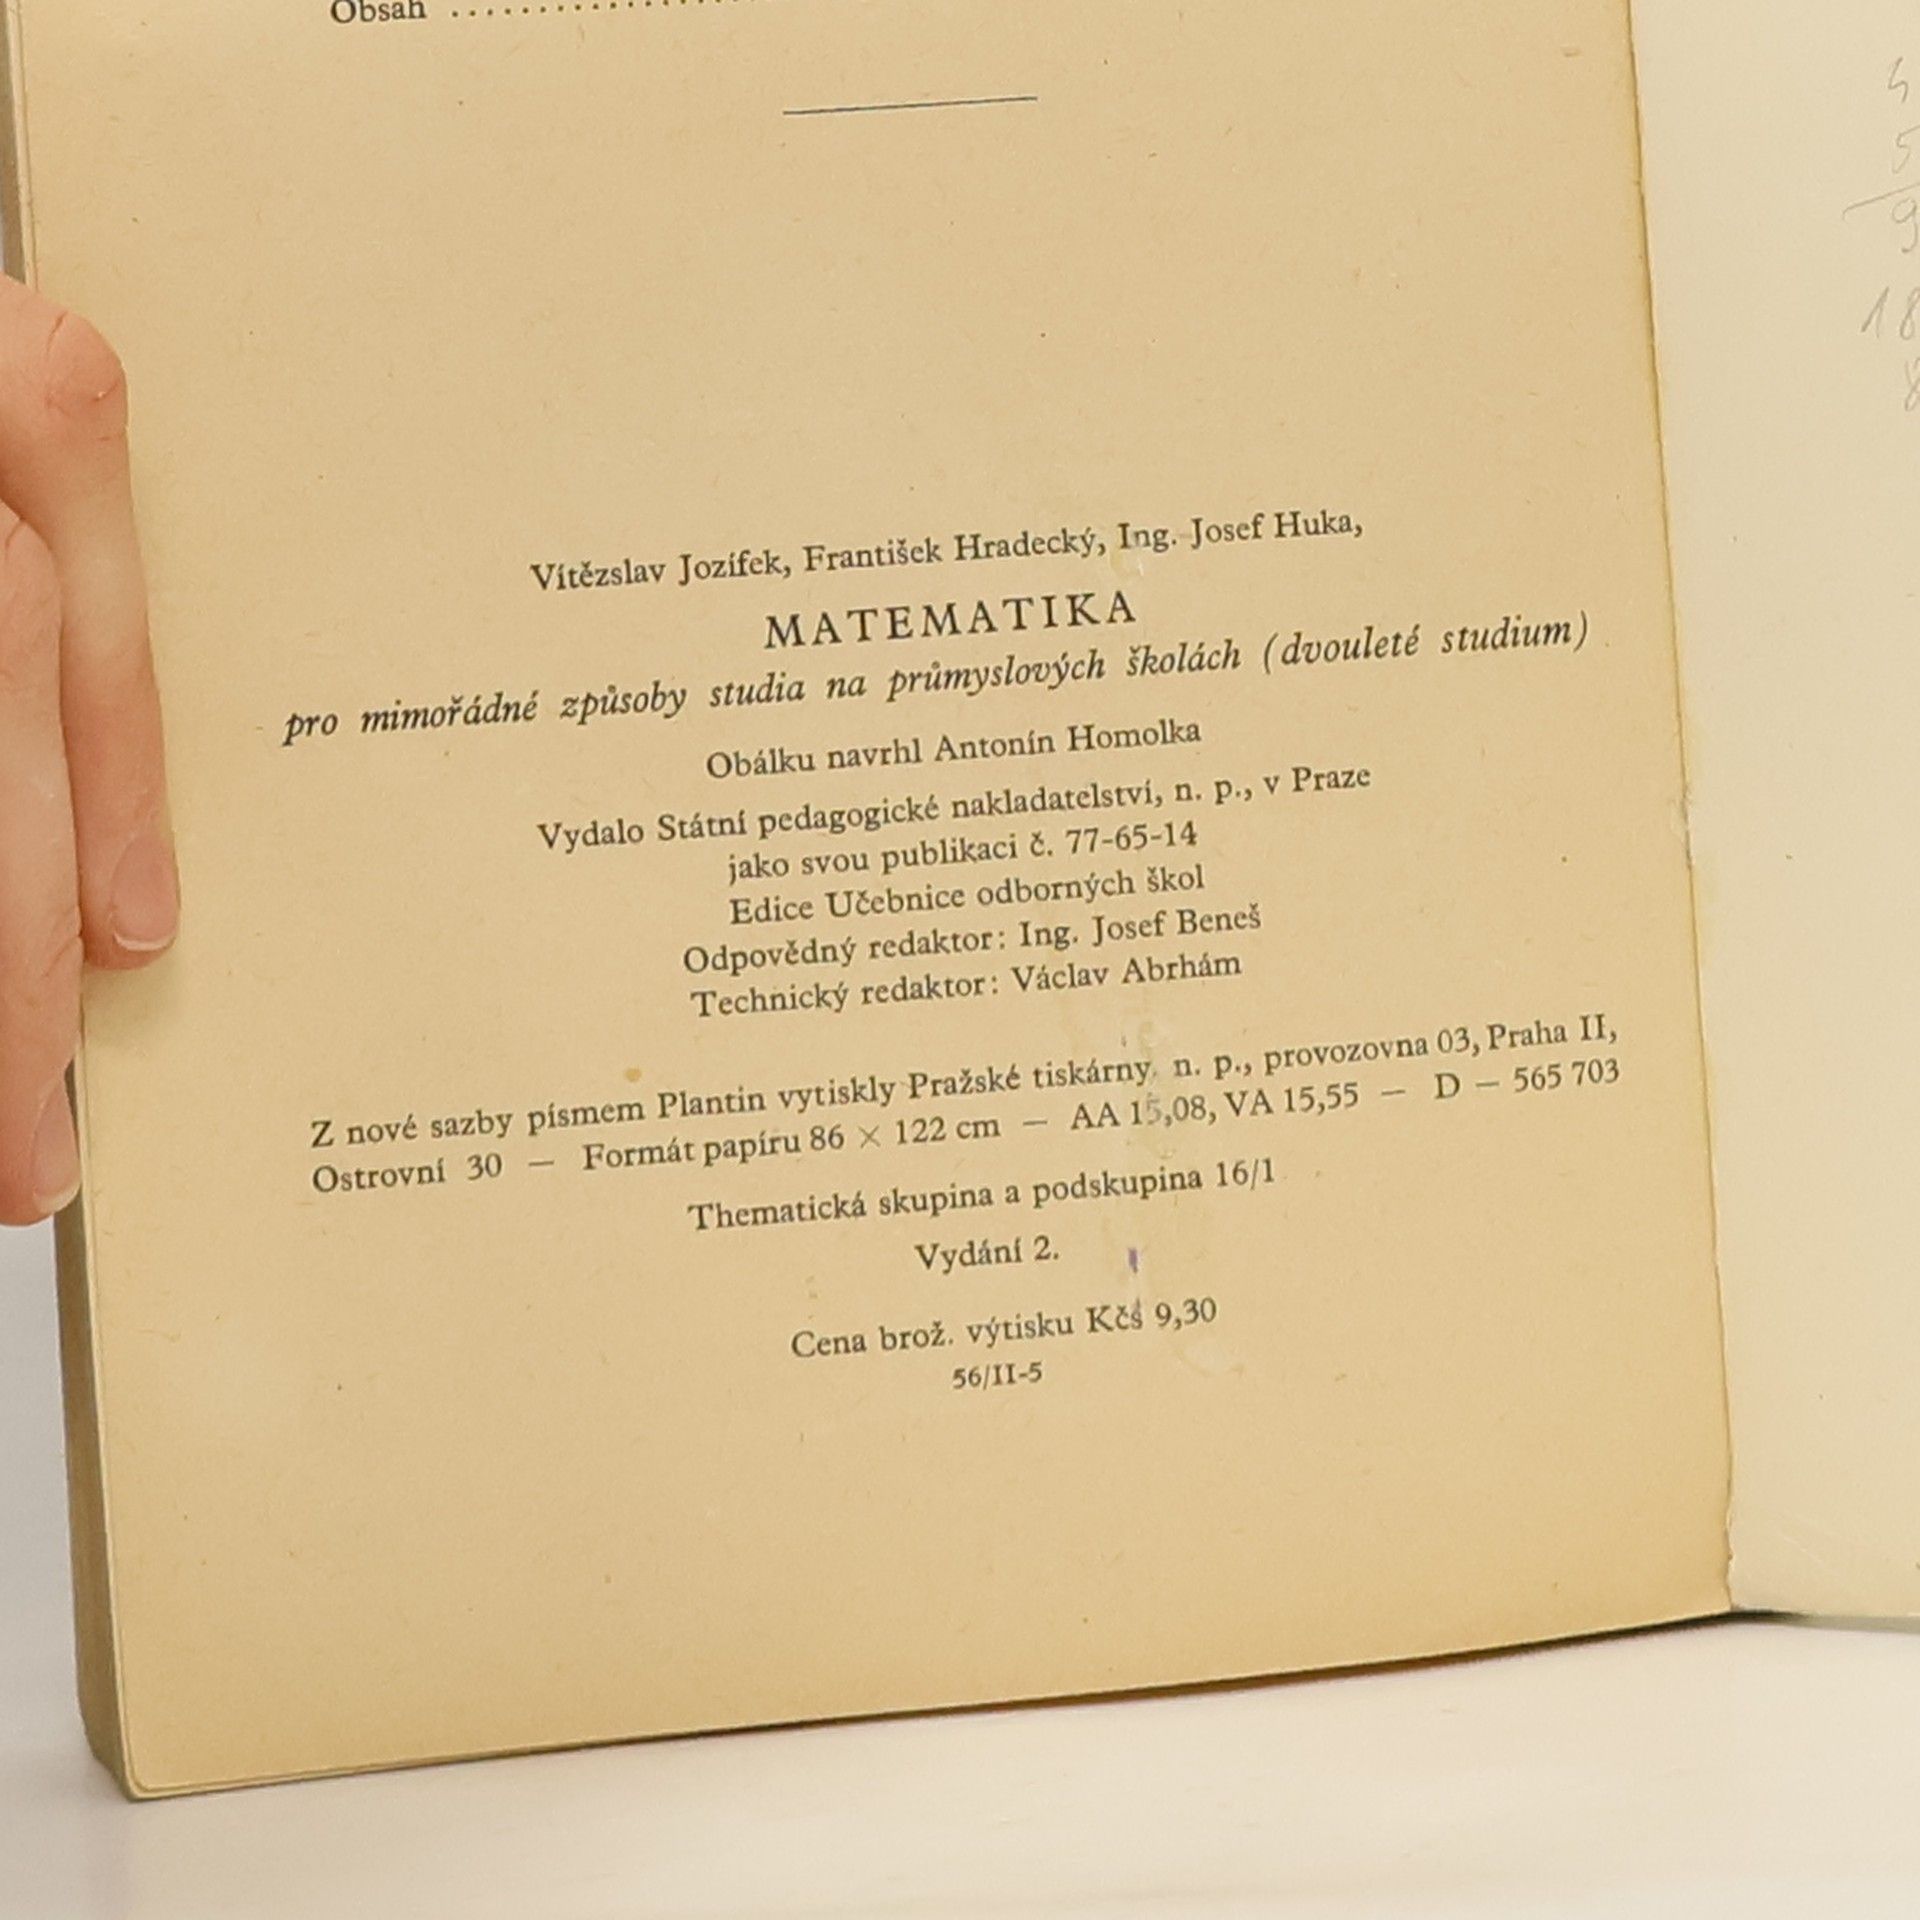 Obsah ....................
Vítězslav Jozífek, František Hradecký, Ing. Josef Huka,
MATEMATIKA
pro mimořádné způsoby studia na průmyslových školách (dvouleté studium)
Obálku navrhl Antonín Homolka
Vydalo Státní pedagogické nakladatelství, n. p., v Praze
jako svou publikaci č. 77-65-14
Edice Učebnice odborných škol
Odpovědný redaktor: Ing. Josef Beneš
Technický redaktor: Václav Abrhám
Z nové sazby písmem Plantin vytiskly Pražské tiskárny, n. p., provozovna 03, Praha II,
Ostrovní 30 — Formát papíru 86 × 122 cm — AA 15,08, VA 15,55 — D — 565 703
Thematická skupina a podskupina 16/1
Vydání 2.
Cena brož. výtisku Kčs 9,30
56/II-5
5
9
18